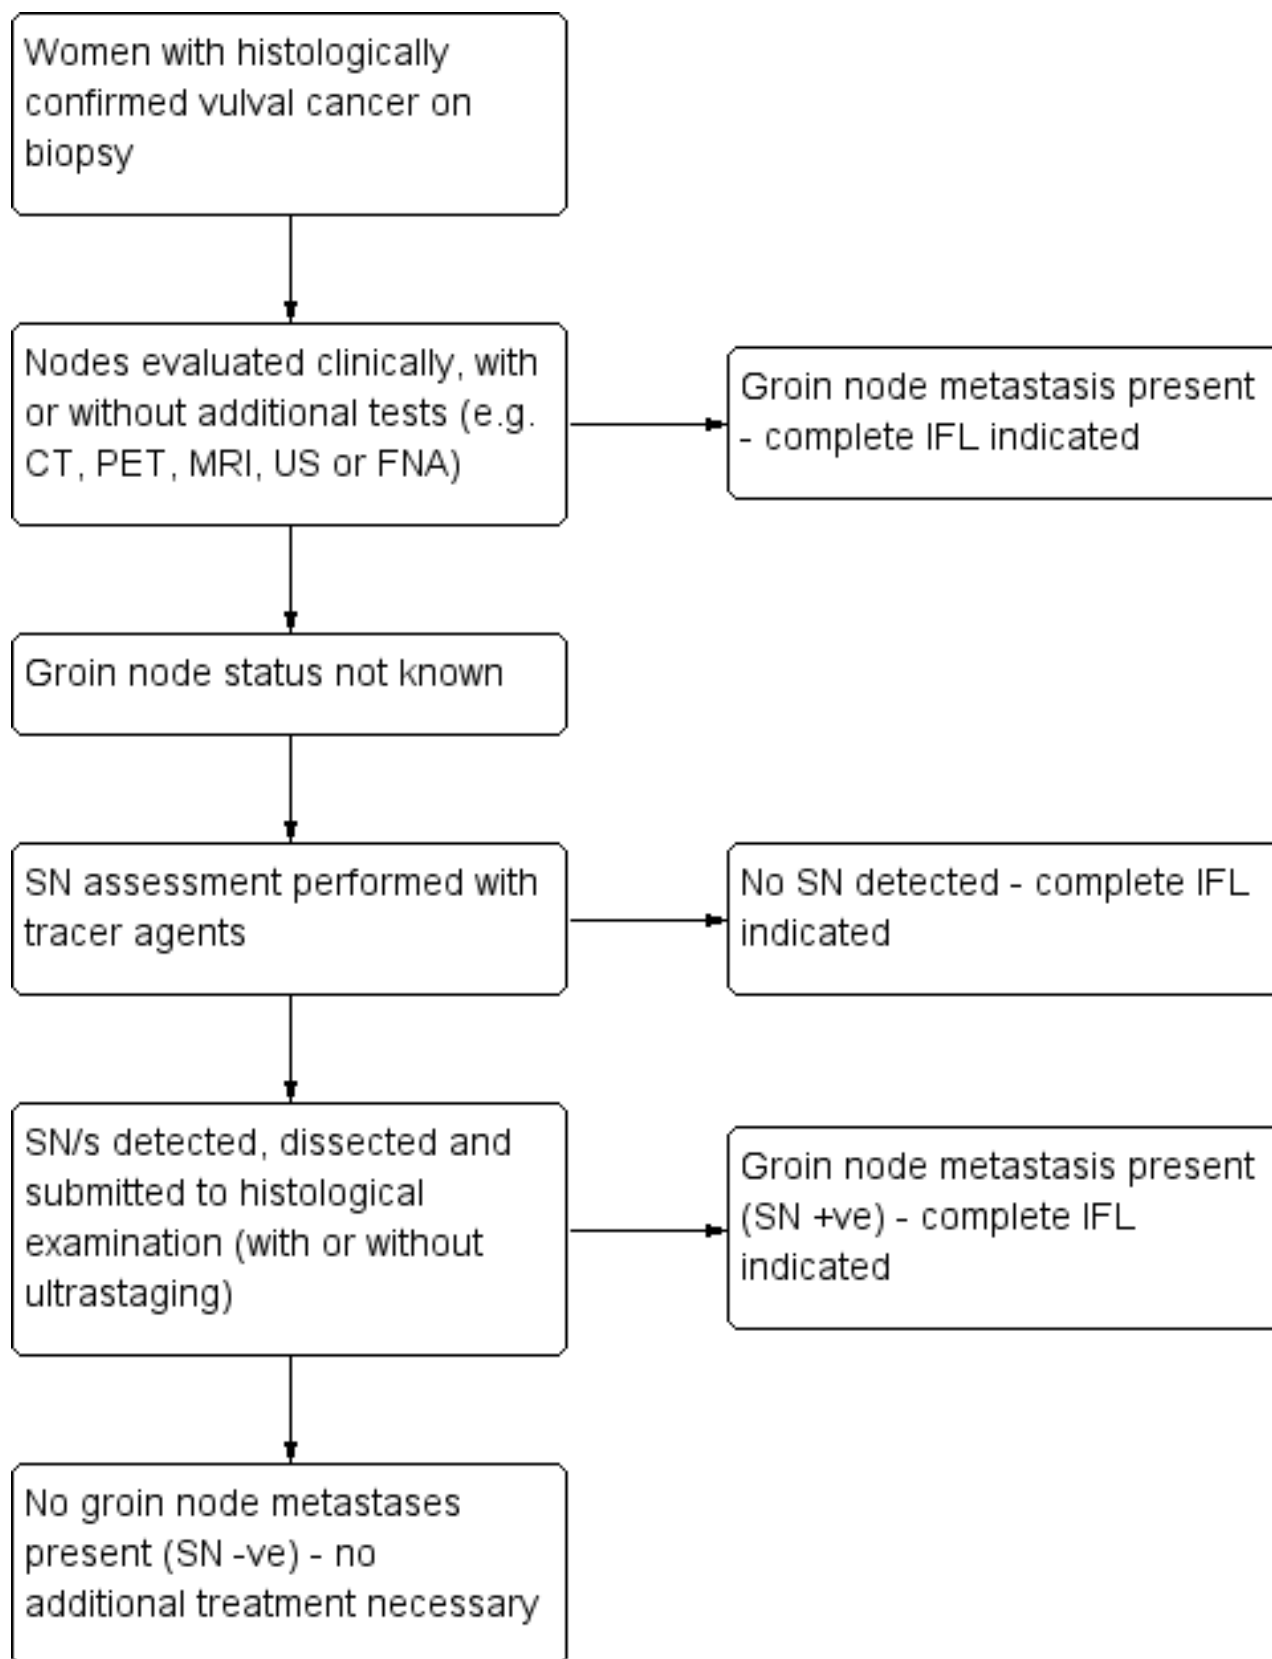 Women with histologically
confirmed vulval cancer on
biopsy
Nodes evaluated clinically, with
or without additional tests (e.g.
CT, PET, MRI, US or FNA)
Groin node metastasis present
- complete IFL indicated
Groin node status not known
SN assessment performed with
tracer agents
No SN detected - complete IFL
indicated
SN/s detected, dissected and
submitted to histological
examination (with or without
ultrastaging)
Groin node metastasis present
(SN +ve) - complete IFL
indicated
No groin node metastases
present (SN -ve) - no
additional treatment necessary